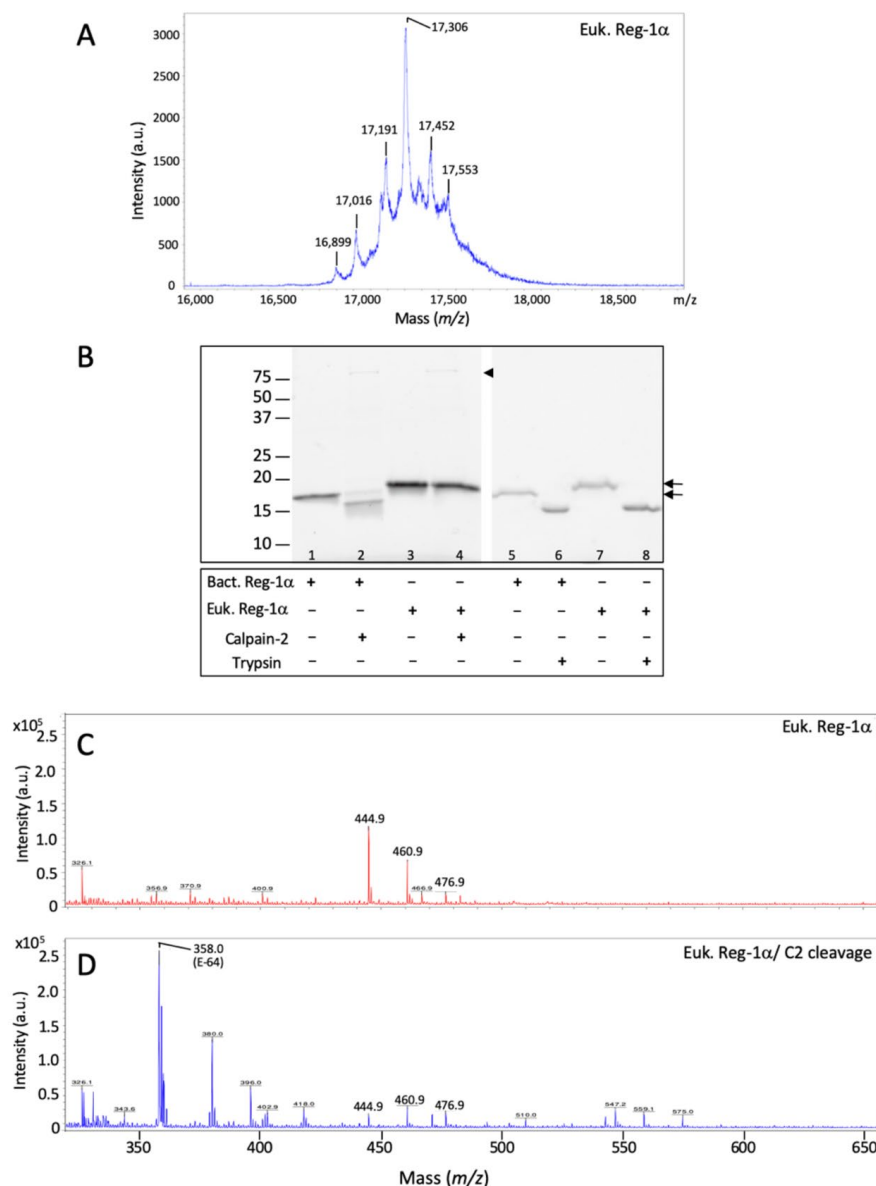 A
Euk. Reg-1α
17,306
3000
2500
2000
1500
1000
500
0
Intensity (a.u.)
17,191
17,452
17,553
17,016
16,899
16,000 16,500 17,000 17,500 18,000 18,500 m/z
Mass (m/z)
B
75
50
37
25
20
15
10
1 2 3 4 5 6 7 8
Bact. Reg-1α + + – – + + – –
Euk. Reg-1α – – + + – – + +
Calpain-2 – + – + – – – –
Trypsin – – – – – + – +
C
x10⁵
Euk. Reg-1α
2.5
2.0
1.5
1.0
0.5
0
Intensity (a.u.)
326.1 356.9 370.9 400.9 444.9 460.9 466.9 476.9
D
x10⁵
Euk. Reg-1α/ C2 cleavage
358.0
(E-64)
2.5
2.0
1.5
1.0
0.5
0
Intensity (a.u.)
326.1 343.6 380.0 396.0 402.9 418.0 444.9 460.9 476.9 510.0 547.2 559.1 575.0
350 400 450 500 550 600 650
Mass (m/z)